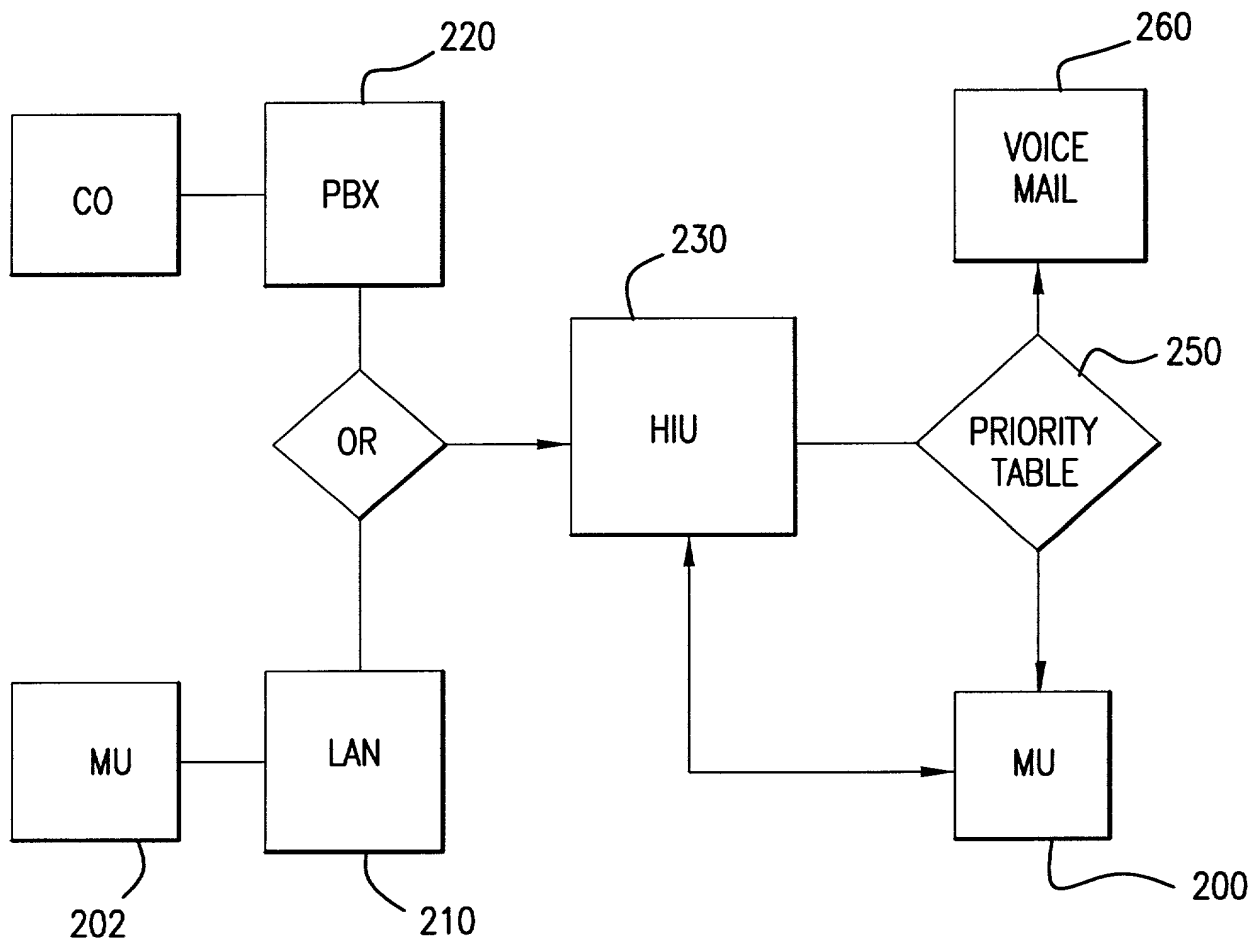 220
260
CO
PBX
VOICE
MAIL
230
250
OR
HIU
PRIORITY
TABLE
MU
LAN
MU
202
210
200